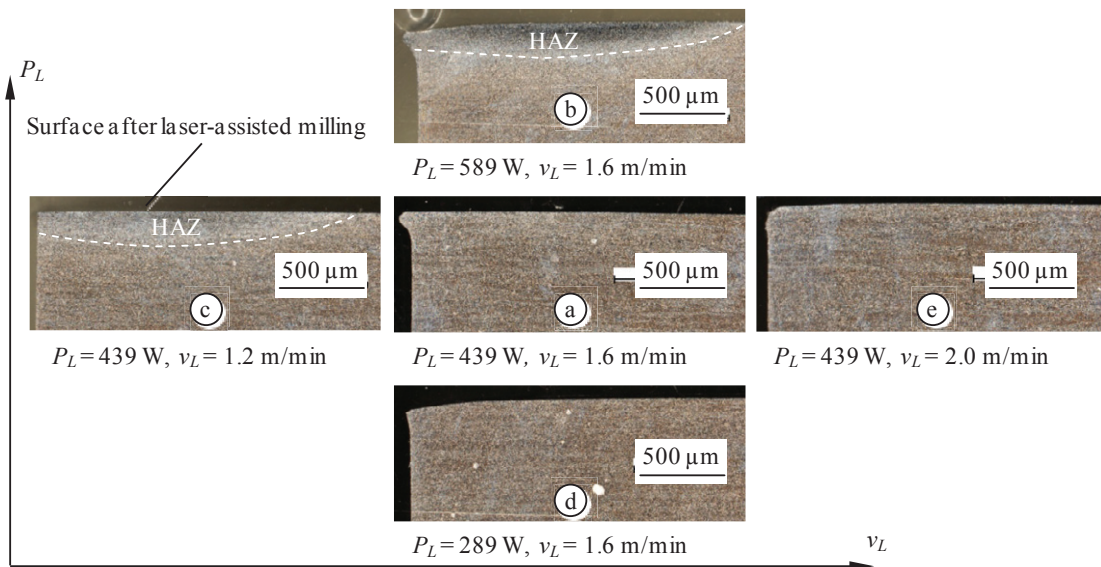 HAZ
P_L
500 µm
b
Surface after laser-assisted milling
P_L = 589 W, v_L = 1.6 m/min
HAZ
500 µm
500 µm
500 µm
c
a
e
P_L = 439 W, v_L = 1.2 m/min
P_L = 439 W, v_L = 1.6 m/min
P_L = 439 W, v_L = 2.0 m/min
500 µm
d
P_L = 289 W, v_L = 1.6 m/min
v_L